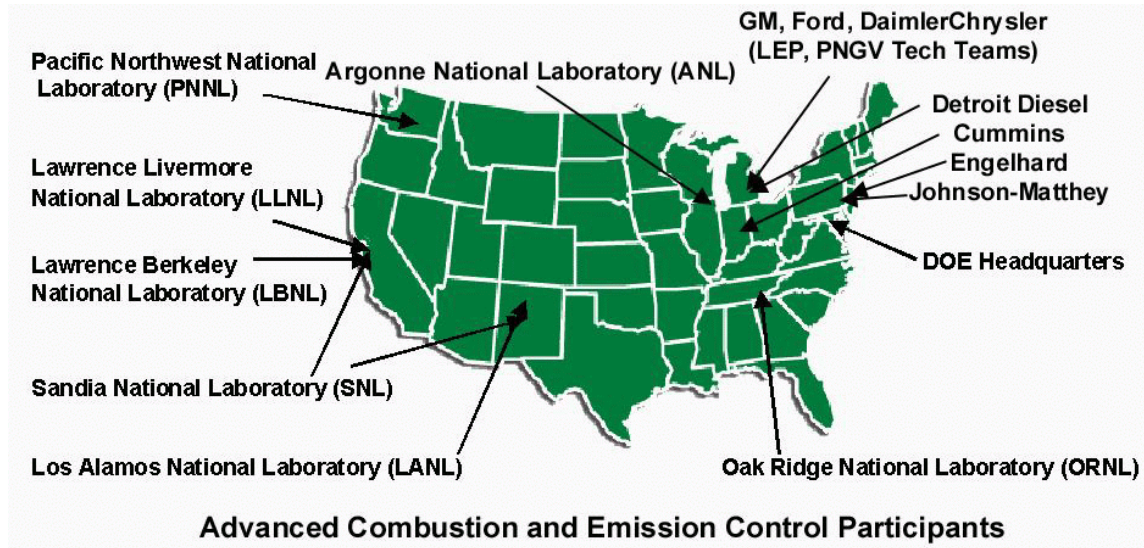 GM, Ford, DaimlerChrysler
(LEP, PNGV Tech Teams)
Pacific Northwest National
Laboratory (PNNL)
Argonne National Laboratory (ANL)
Detroit Diesel
Cummins
Engelhard
Johnson-Matthey
Lawrence Livermore
National Laboratory (LLNL)
DOE Headquarters
Lawrence Berkeley
National Laboratory (LBNL)
Sandia National Laboratory (SNL)
Los Alamos National Laboratory (LANL)
Oak Ridge National Laboratory (ORNL)
Advanced Combustion and Emission Control Participants